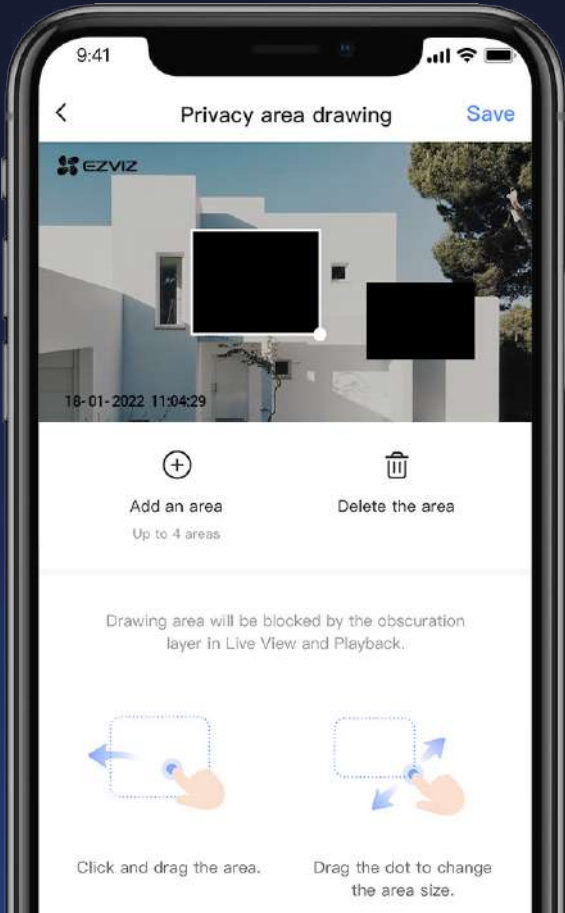 9:41
Privacy area drawing
Save
EZVIZ
18-01-2022 11:04:29
Add an area
Delete the area
Up to 4 areas
Drawing area will be blocked by the obscuration
layer in Live View and Playback.
Click and drag the area.
Drag the dot to change
the area size.